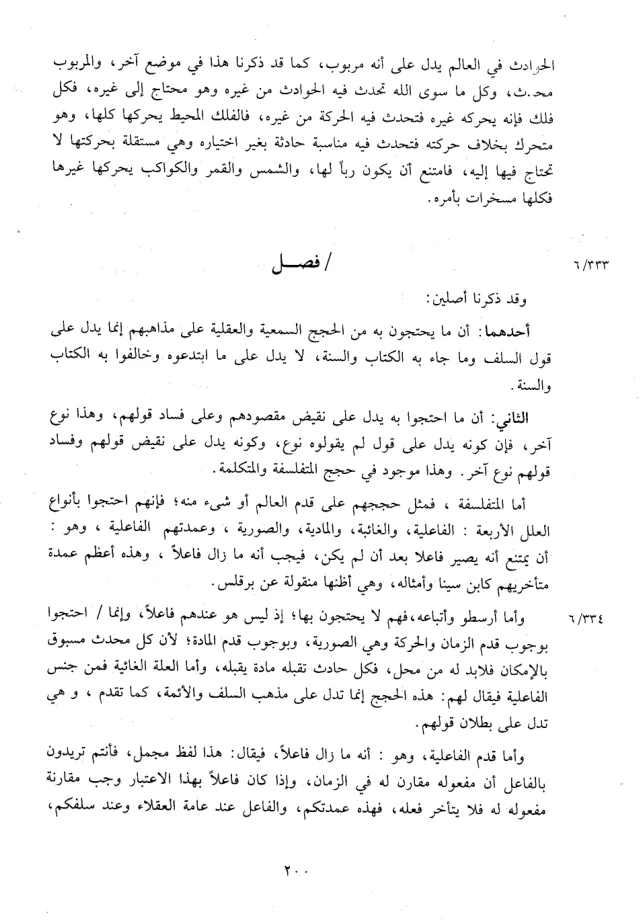 الحوادث في العالم يدل على أنه مربوب، كما قد ذكرنا هذا في موضع آخر، والمربوب
محدث، وكل ما سوى الله تحدث فيه الحوادث من غيره وهو محتاج إلى غيره، فكل
فلك فإنه يحركه غيره فتحدث فيه الحركة من غيره، فالفلك المحيط يحركها كلها، وهو
متحرك بخلاف حركته فتحدث فيه مناسبة حادثة بغير اختياره وهي مستقلة بحركتها لا
تحتاج فيها إليه، فامتنع أن يكون رباً لها، والشمس والقمر والكواكب يحركها غيرها
فكلها مسخرات بأمره.
/ فصــل
٦/٣٣٣
وقد ذكرنا أصلين:
أحدهما: أن ما يحتجون به من الحجج السمعية والعقلية على مذاهبهم إنما يدل على
قول السلف وما جاء به الكتاب والسنة، لا يدل على ما ابتدعوه وخالفوا به الكتاب
والسنة.
الثاني: أن ما احتجوا به يدل على نقيض مقصودهم وعلى فساد قولهم، وهذا نوع
آخر، فإن كونه يدل على قول لم يقولوه نوع، وكونه يدل على نقيض قولهم وفساد
قولهم نوع آخر. وهذا موجود في حجج المتفلسفة والمتكلمة.
أما المتفلسفة ، فمثل حججهم على قدم العالم أو شىء منه؛ فإنهم احتجوا بأنواع
العلل الأربعة : الفاعلية، والغائية، والمادية، والصورية ، وعمدتهم الفاعلية ، وهو :
أن يمتنع أنه يصير فاعلا بعد أن لم يكن، فيجب أنه ما زال فاعلاً ، وهذه أعظم عمدة
متأخريهم كابن سينا وأمثاله، وهي أظنها منقولة عن برقلس.
وأما أرسطو وأتباعه،فهم لا يحتجون بها؛ إذ ليس هو عندهم فاعلاً، وإنما / احتجوا
٦/٣٣٤
بوجوب قدم الزمان والحركة وهي الصورية، وبوجوب قدم المادة؛ لأن كل محدث مسبوق
بالإمكان فلابد له من محل، فكل حادث تقبله مادة يقبله، وأما العلة الغائية فمن جنس
الفاعلية فيقال لهم: هذه الحجج إنما تدل على مذهب السلف والأئمة، كما تقدم ، و هي
تدل على بطلان قولهم.
وأما قدم الفاعلية، وهو : أنه ما زال فاعلاً، فيقال: هذا لفظ مجمل، فأنتم تريدون
بالفاعل أن مفعوله مقارن له في الزمان، وإذا كان فاعلاً بهذا الاعتبار وجب مقارنة
مفعوله له فلا يتأخر فعله، فهذه عمدتكم، والفاعل عند عامة العقلاء وعند سلفكم،
٢٠٠